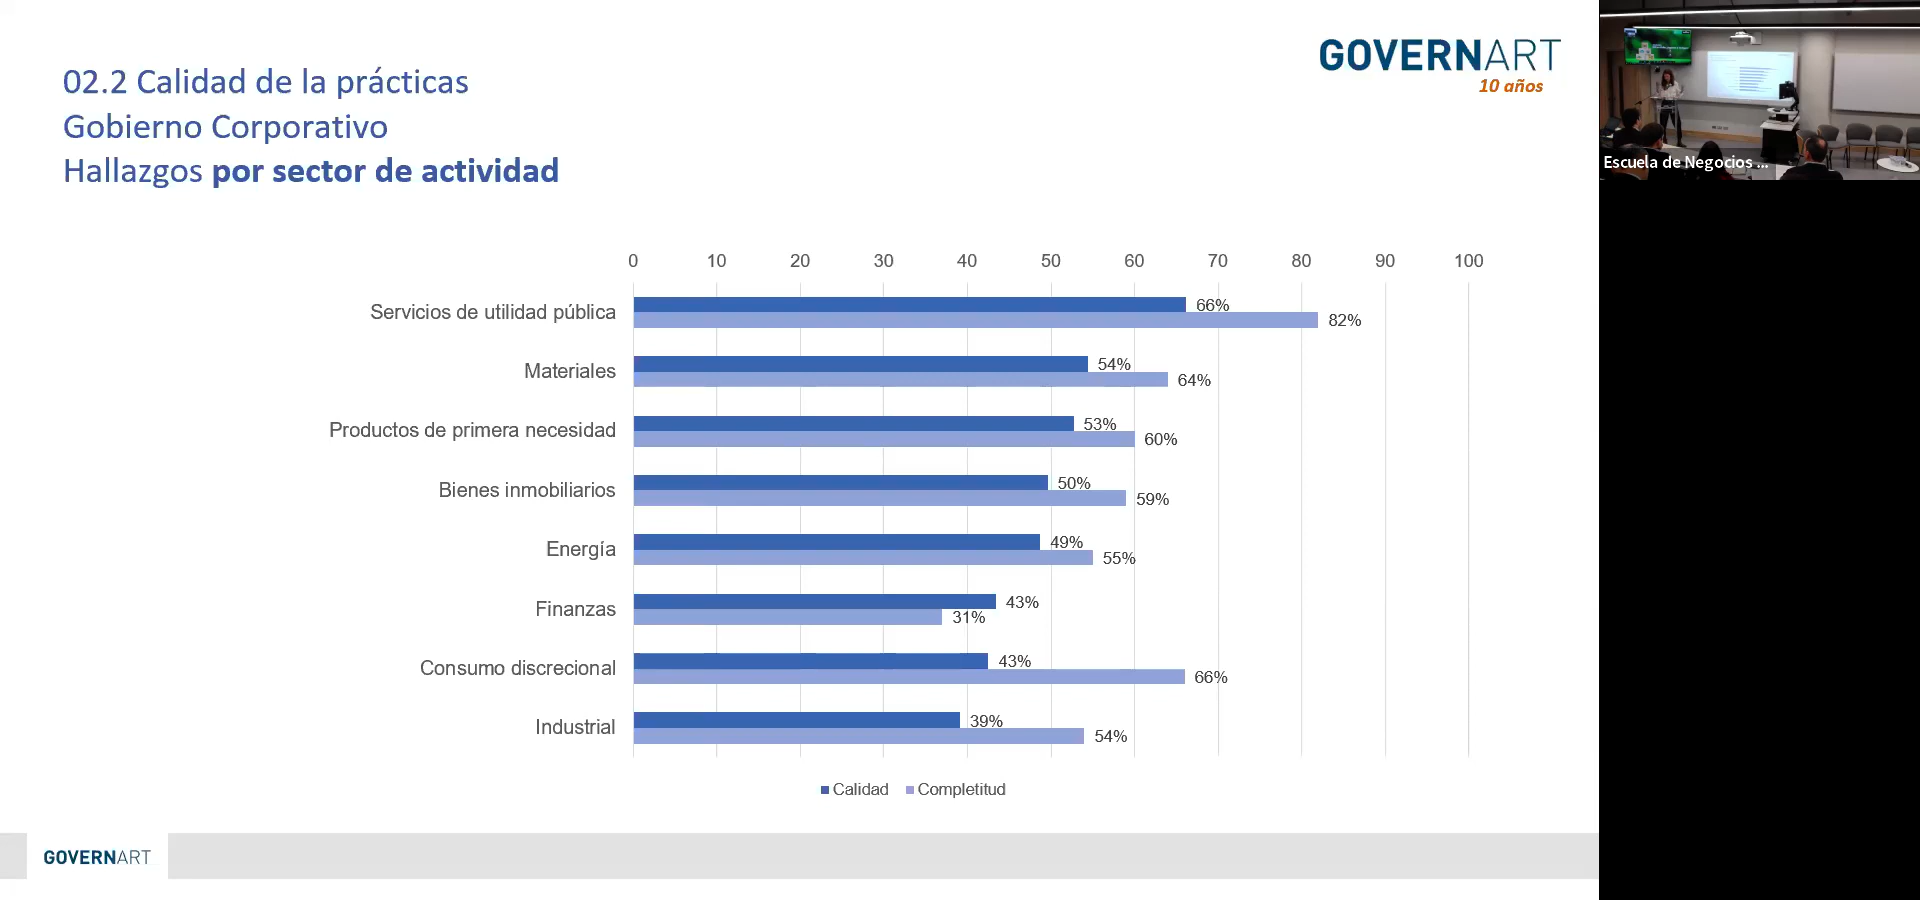 02.2 Calidad de la prácticas
Gobierno Corporativo
Hallazgos por sector de actividad
GOVERNART
10 años
Escuela de Negocios ...
0 10 20 30 40 50 60 70 80 90 100
Servicios de utilidad pública
66%
82%
Materiales
54%
64%
Productos de primera necesidad
53%
60%
Bienes inmobiliarios
50%
59%
Energía
49%
55%
Finanzas
43%
31%
Consumo discrecional
43%
66%
Industrial
39%
54%
Calidad Completitud
GOVERNART